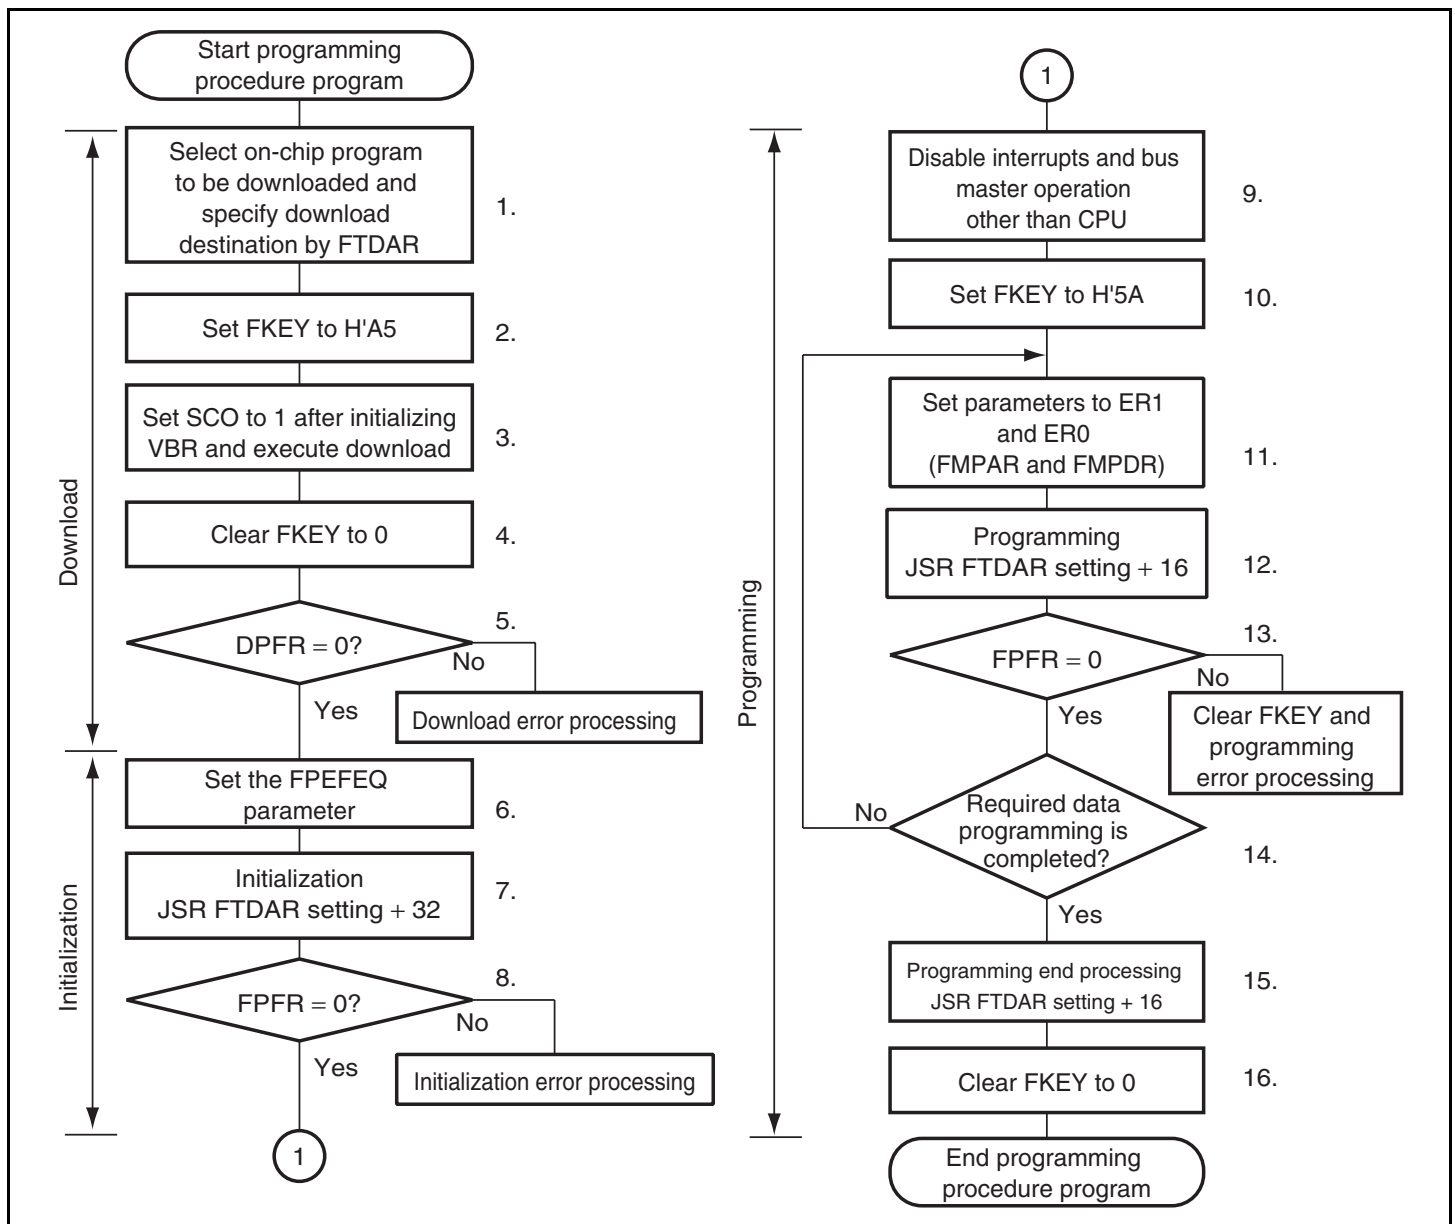 Start programming
procedure program
Download
Select on-chip program
to be downloaded and
specify download
destination by FTDAR
1.
Set FKEY to H'A5
2.
Set SCO to 1 after initializing
VBR and execute download
3.
Clear FKEY to 0
4.
DPFR = 0?
5.
No
Yes
Download error processing
Initialization
Set the FPEFEQ
parameter
6.
Initialization
JSR FTDAR setting + 32
7.
FPFR = 0?
8.
No
Yes
Initialization error processing
1
1
Programming
Disable interrupts and bus
master operation
other than CPU
9.
Set FKEY to H'5A
10.
Set parameters to ER1
and ER0
(FMPAR and FMPDR)
11.
Programming
JSR FTDAR setting + 16
12.
FPFR = 0
13.
No
Yes
Clear FKEY and
programming
error processing
Required data
programming is
completed?
No
14.
Yes
Programming end processing
JSR FTDAR setting + 16
15.
Clear FKEY to 0
16.
End programming
procedure program